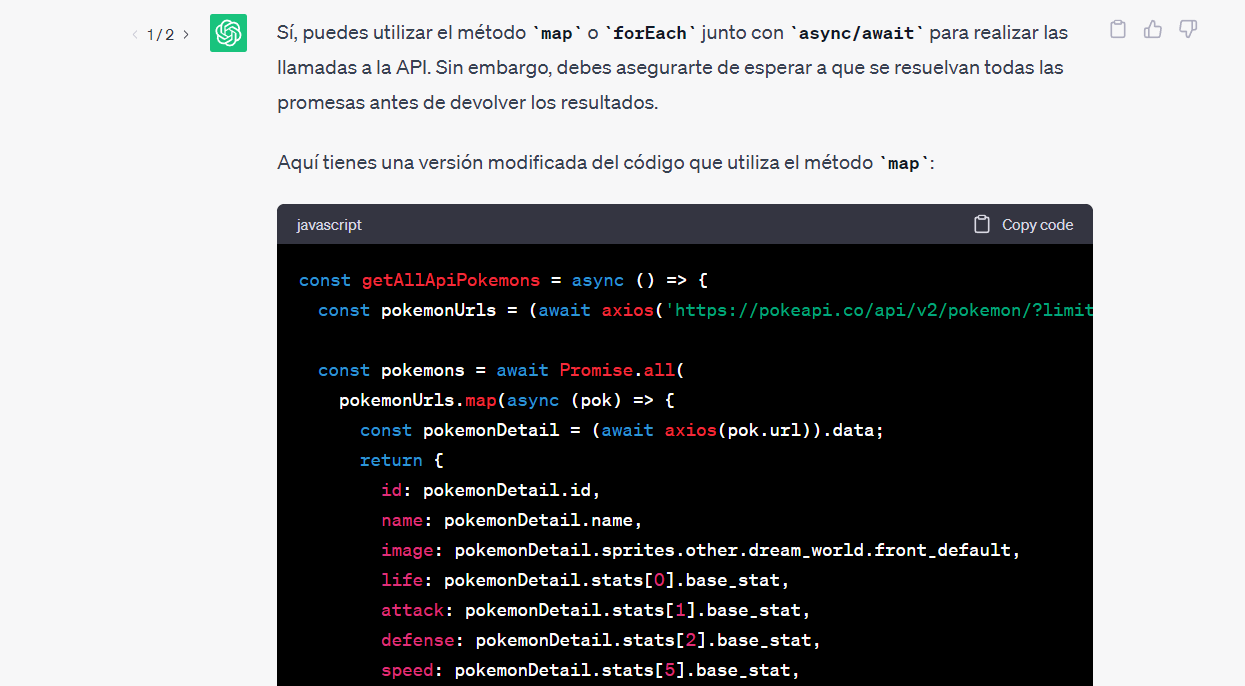 1 / 2
Sí, puedes utilizar el método `map` o `forEach` junto con `async/await` para realizar las
llamadas a la API. Sin embargo, debes asegurarte de esperar a que se resuelvan todas las
promesas antes de devolver los resultados.
Aquí tienes una versión modificada del código que utiliza el método `map`:
javascript
Copy code
const getAllApiPokemons = async () => {
  const pokemonUrls = (await axios('https://pokeapi.co/api/v2/pokemon/?limit
  const pokemons = await Promise.all(
    pokemonUrls.map(async (pok) => {
      const pokemonDetail = (await axios(pok.url)).data;
      return {
        id: pokemonDetail.id,
        name: pokemonDetail.name,
        image: pokemonDetail.sprites.other.dream_world.front_default,
        life: pokemonDetail.stats[0].base_stat,
        attack: pokemonDetail.stats[1].base_stat,
        defense: pokemonDetail.stats[2].base_stat,
        speed: pokemonDetail.stats[5].base_stat,